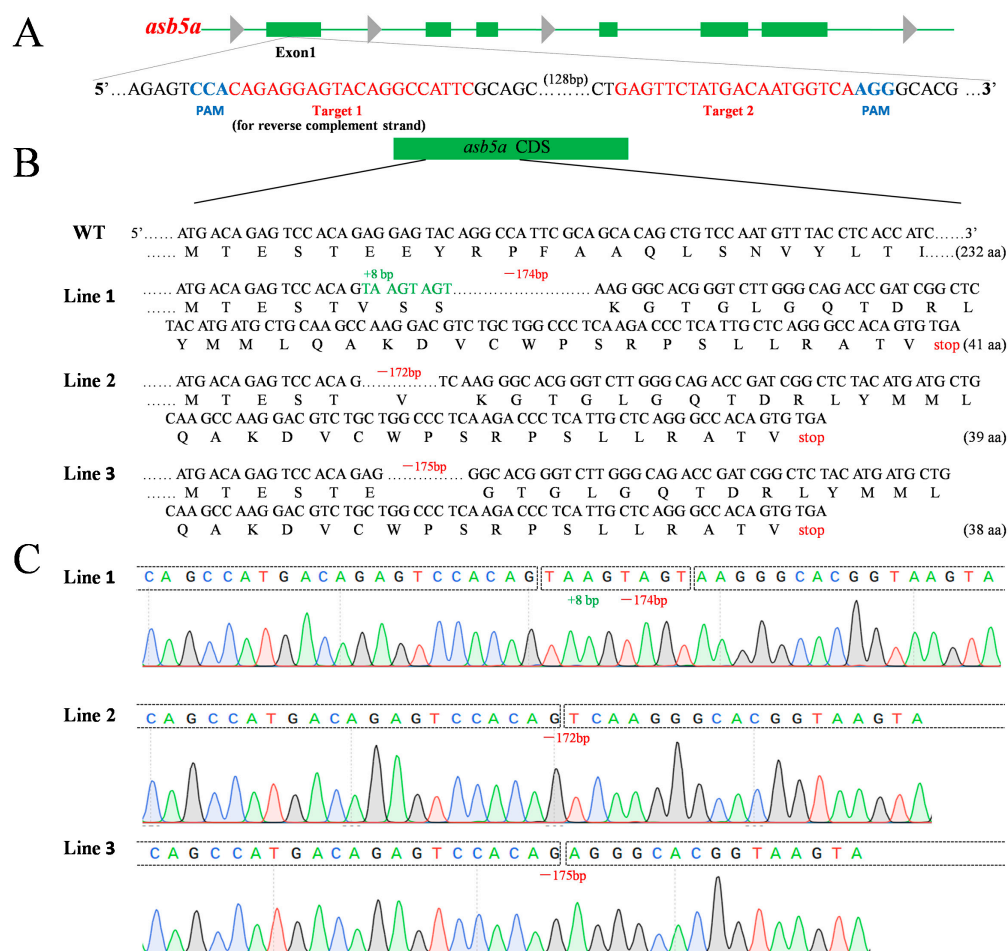 A
asb5a
Exon1
5’...AGAGTCCACAGAGGAGTACAGGCCATTCGCAGC...(128bp)......CTGAGTTCTATGACAATGGTCAAGGGCACG ...3’
PAM Target 1 Target 2 PAM
(for reverse complement strand)
B
asb5a CDS
WT 5’...... ATG ACA GAG TCC ACA GAG GAG TAC AGG CCA TTC GCA GCA CAG CTG TCC AAT GTT TAC CTC ACC ATC......3’
...... M T E S T E E Y R P F A A Q L S N V Y L T I......(232 aa)
+8 bp −174bp
Line 1 ...... ATG ACA GAG TCC ACA GTA AGT AGT.............................. AAG GGC ACG GGT CTT GGG CAG ACC GAT CGG CTC
...... M T E S T V S S K G T G L G Q T D R L
TAC ATG ATG CTG CAA GCC AAG GAC GTC TGC TGG CCC TCA AGA CCC TCA TTG CTC AGG GCC ACA GTG TGA
Y M M L Q A K D V C W P S R P S L L R A T V stop (41 aa)
Line 2 ...... ATG ACA GAG TCC ACA G......−172bp.........TC AAG GGC ACG GGT CTT GGG CAG ACC GAT CGG CTC TAC ATG ATG CTG
...... M T E S T V K G T G L G Q T D R L Y M M L
CAA GCC AAG GAC GTC TGC TGG CCC TCA AGA CCC TCA TTG CTC AGG GCC ACA GTG TGA
Q A K D V C W P S R P S L L R A T V stop (39 aa)
−175bp
Line 3 ...... ATG ACA GAG TCC ACA GAG ............... GGC ACG GGT CTT GGG CAG ACC GAT CGG CTC TAC ATG ATG CTG
...... M T E S T E G T G L G Q T D R L Y M M L
CAA GCC AAG GAC GTC TGC TGG CCC TCA AGA CCC TCA TTG CTC AGG GCC ACA GTG TGA
Q A K D V C W P S R P S L L R A T V stop (38 aa)
C
Line 1 CAGCCATGACAGAGTCCACAGTAAGTAGTAAGGGCACGGTAAGTA
+8 bp −174bp
Line 2 CAGCCATGACAGAGTCCACAGTCAAGGGCACGGTAAGTA
−172bp
Line 3 CAGCCATGACAGAGTCCACAGAGGGCACGGTAAGTA
−175bp